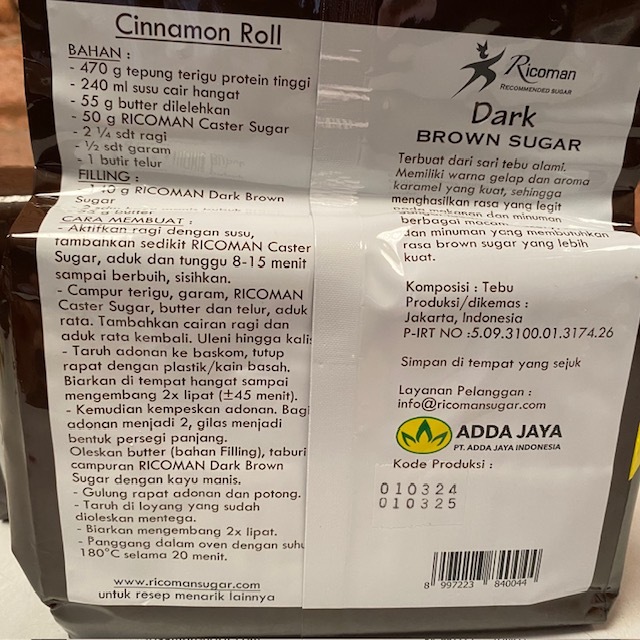 Cinnamon Roll
BAHAN :
- 470 g tepung terigu protein tinggi
- 240 ml susu cair hangat
- 55 g butter dilelehkan
- 50 g RICOMAN Caster Sugar
- 2 ¼ sdt ragi
- ½ sdt garam
- 1 butir telur
FILLING :
g RICOMAN Dark Brown
Sugar
butter
CARA MEMBUAT :
- Aktifkan ragi dengan susu,
tambahkan sedikit RICOMAN Caster
Sugar, aduk dan tunggu 8-15 menit
sampai berbuih, sisihkan.
- Campur terigu, garam, RICOMAN
Caster Sugar, butter dan telur, aduk
rata. Tambahkan cairan ragi dan
aduk rata kembali. Uleni hingga kalis
- Taruh adonan ke baskom, tutup
rapat dengan plastik/kain basah.
Biarkan di tempat hangat sampai
mengembang 2x lipat (±45 menit).
- Kemudian kempeskan adonan. Bagi
adonan menjadi 2, gilas menjadi
bentuk persegi panjang.
Oleskan butter (bahan Filling), taburi
campuran RICOMAN Dark Brown
Sugar dengan kayu manis.
- Gulung rapat adonan dan potong.
- Taruh di loyang yang sudah
dioleskan mentega.
- Biarkan mengembang 2x lipat.
- Panggang dalam oven dengan suhu
180°C selama 20 menit.
www.ricomansugar.com
untuk resep menarik lainnya
Ricoman
RECOMMENDED SUGAR
Dark
BROWN SUGAR
Terbuat dari sari tebu alami.
Memiliki warna gelap dan aroma
karamel yang kuat, sehingga
menghasilkan rasa yang legit
pada makanan dan minuman
berbagai macam
dan minuman yang membutuhkan
rasa brown sugar yang lebih
kuat.
Komposisi : Tebu
Produksi/dikemas :
Jakarta, Indonesia
P-IRT NO :5.09.3100.01.3174.26
Simpan di tempat yang sejuk
Layanan Pelanggan :
info@ricomansugar.com
ADDA JAYA
PT. ADDA JAYA INDONESIA
Kode Produksi :
010324
010325
8 997223 840044